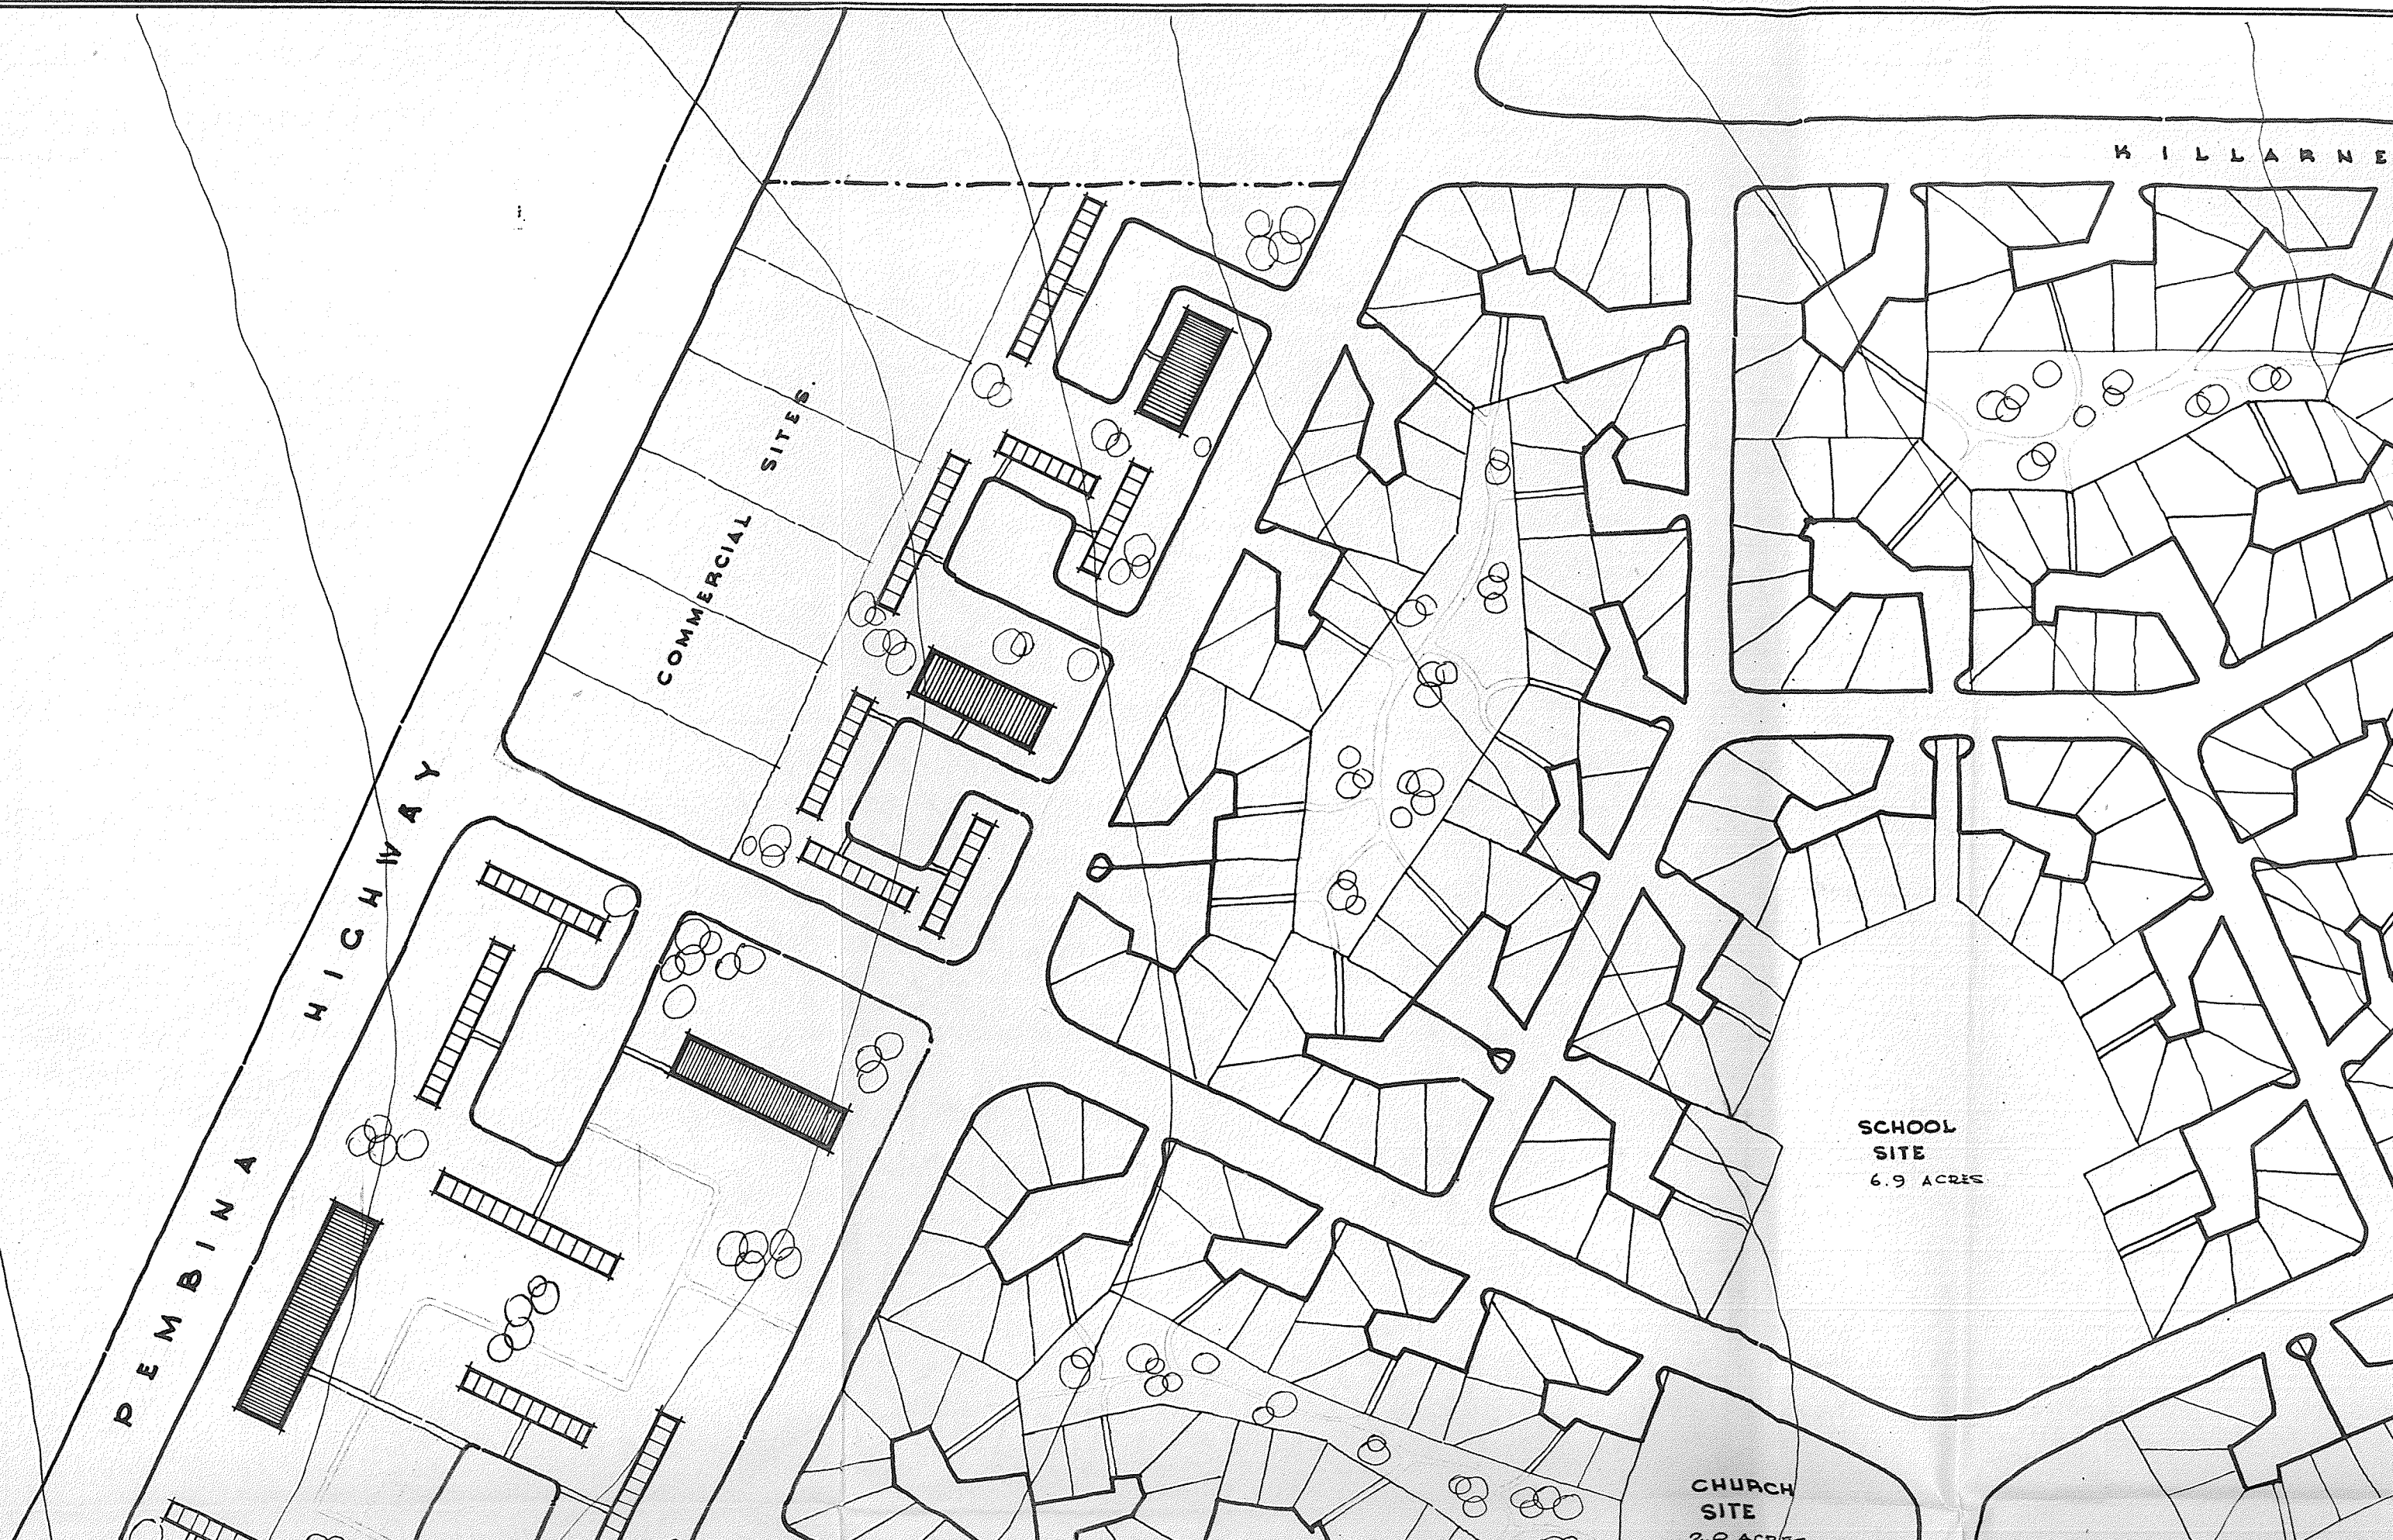 KILLARNE
COMMERCIAL SITES.
PEMBINA HIGHWAY
SCHOOL
SITE
6.9 ACRES
CHURCH
SITE